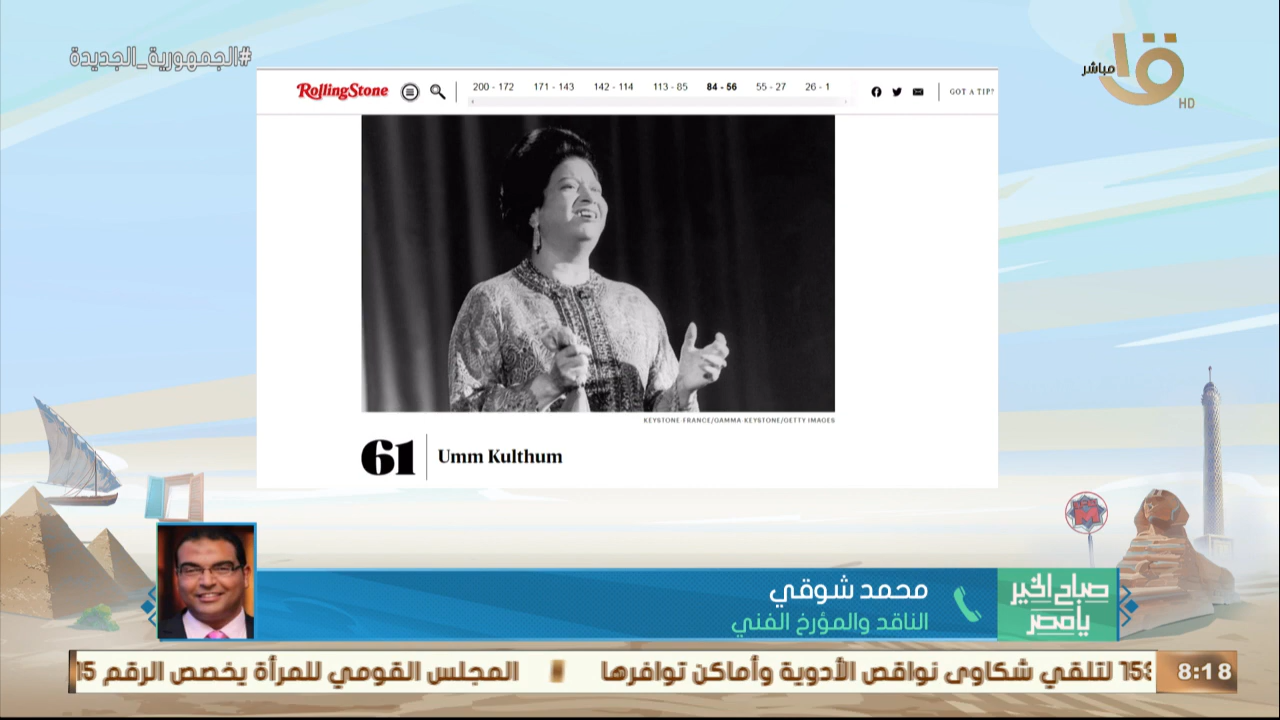 #الجمهورية_الجديدة
مباشر
HD
RollingStone
200 - 172 171 - 143 142 - 114 113 - 85 84 - 56 55 - 27 26 - 1
GOT A TIP?
KEYSTONE FRANCE/GAMMA KEYSTONE/GETTY IMAGES
61
Umm Kulthum
محمد شوقي
الناقد والمؤرخ الفني
صباح الخير
يا مصر
لتلقي شكاوى نواقص الأدوية وأماكن توافرها
المجلس القومي للمرأة يخصص الرقم 15
8:18